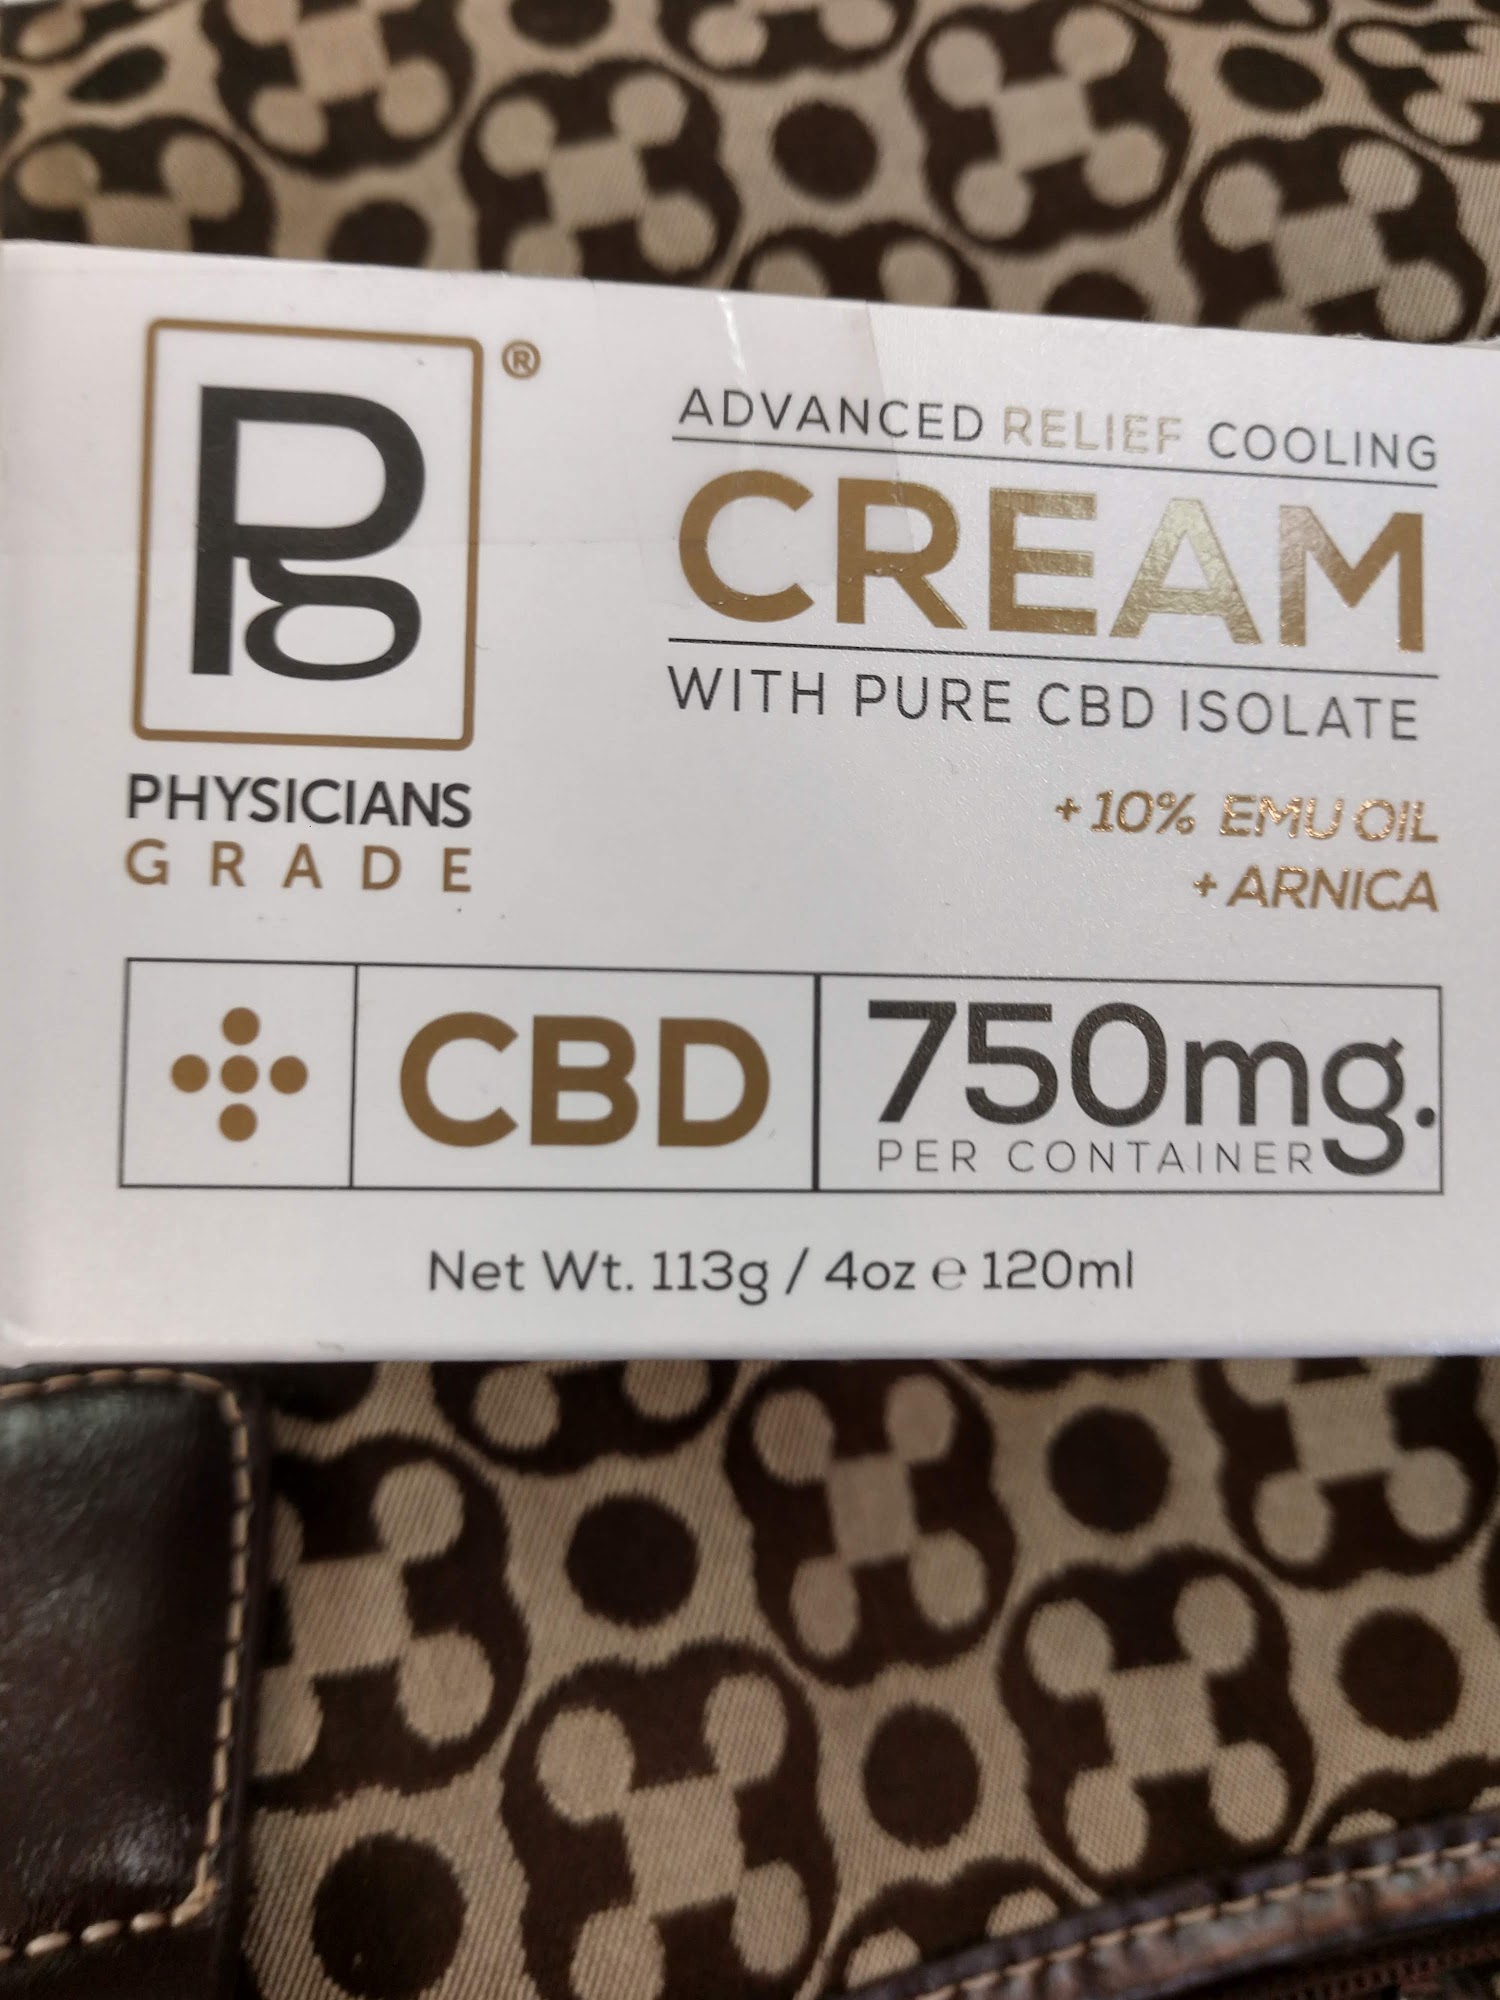 Pg®
PHYSICIANS
GRADE
ADVANCED RELIEF COOLING
CREAM
WITH PURE CBD ISOLATE
+ 10% EMU OIL
+ ARNICA
CBD
750mg.
PER CONTAINER
Net Wt. 113g / 4oz ℮ 120ml